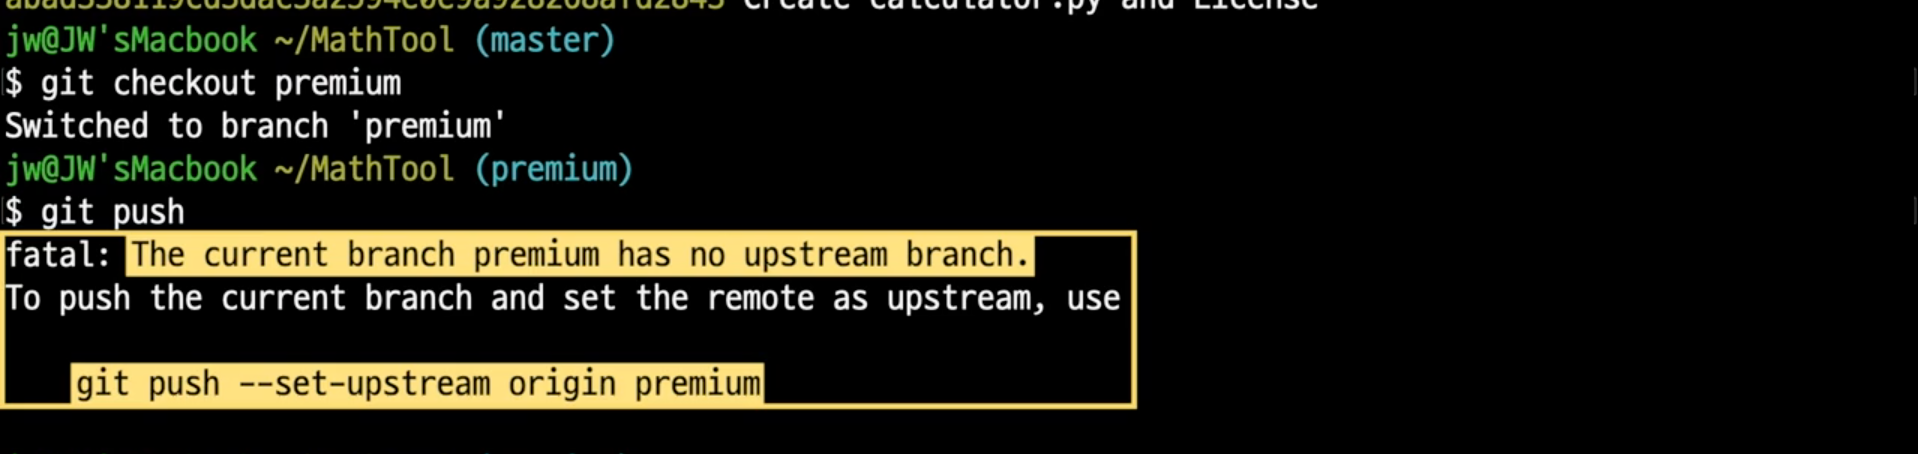 Create Calculator.py and License
jw@JW'sMacbook ~/MathTool (master)
$ git checkout premium
Switched to branch 'premium'
jw@JW'sMacbook ~/MathTool (premium)
$ git push
fatal: The current branch premium has no upstream branch.
To push the current branch and set the remote as upstream, use
git push --set-upstream origin premium